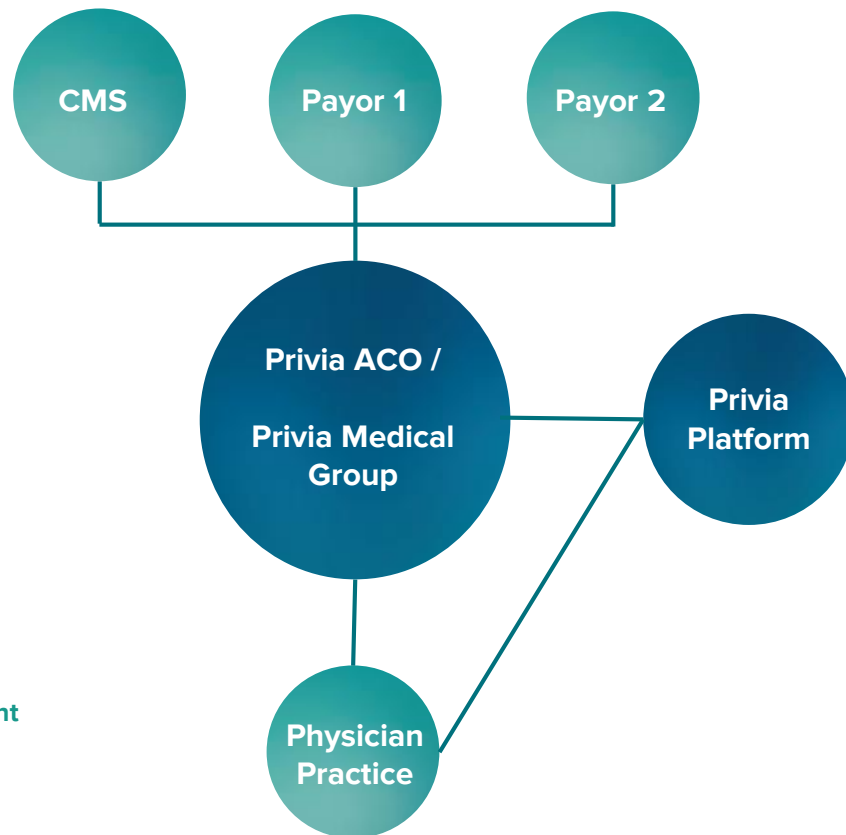 CMS
Payor 1
Payor 2
Privia ACO /
Privia Medical
Group
Privia
Platform
nt
Physician
Practice